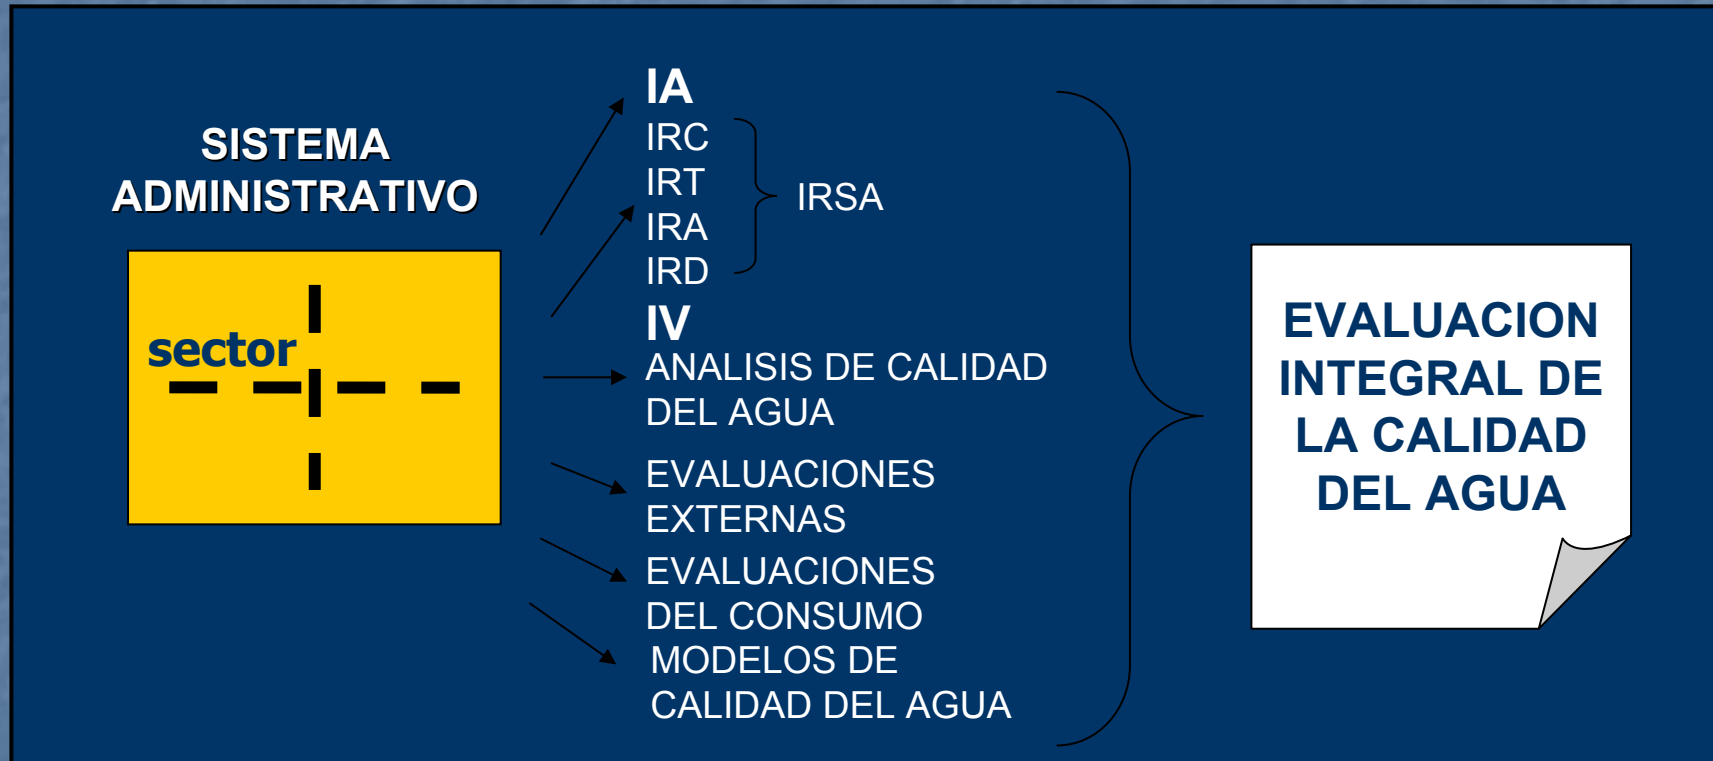 SISTEMA
ADMINISTRATIVO
sector
IA
IRC
IRT
IRA
IRD
IRSA
IV
ANALISIS DE CALIDAD
DEL AGUA
EVALUACIONES
EXTERNAS
EVALUACIONES
DEL CONSUMO
MODELOS DE
CALIDAD DEL AGUA
EVALUACION
INTEGRAL DE
LA CALIDAD
DEL AGUA